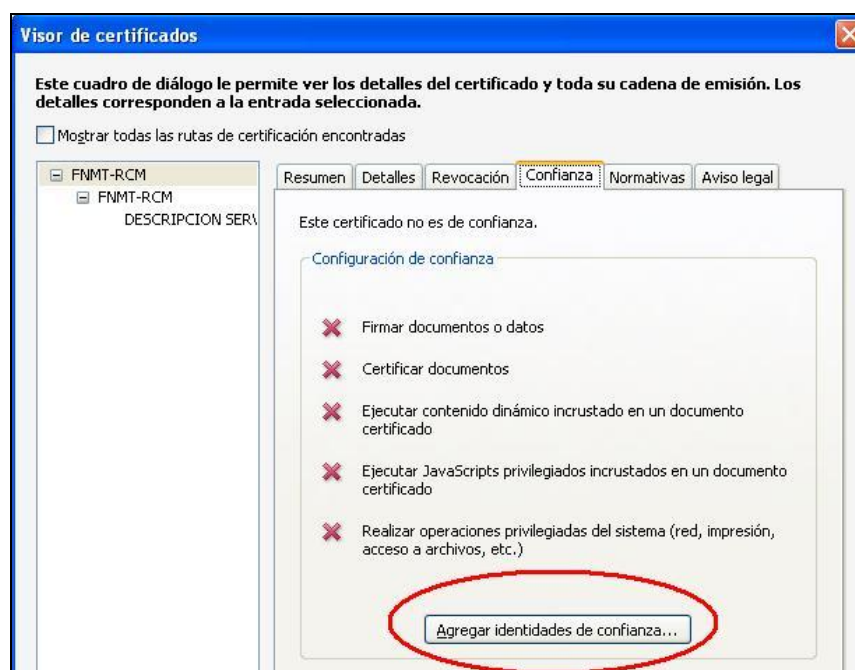 Visor de certificados
Este cuadro de diálogo le permite ver los detalles del certificado y toda su cadena de emisión. Los
detalles corresponden a la entrada seleccionada.
Mostrar todas las rutas de certificación encontradas
FNMT-RCM
FNMT-RCM
DESCRIPCION SER
Resumen Detalles Revocación Confianza Normativas Aviso legal
Este certificado no es de confianza.
Configuración de confianza
Firmar documentos o datos
Certificar documentos
Ejecutar contenido dinámico incrustado en un documento
certificado
Ejecutar JavaScripts privilegiados incrustados en un documento
certificado
Realizar operaciones privilegiadas del sistema (red, impresión,
acceso a archivos, etc.)
Agregar identidades de confianza...